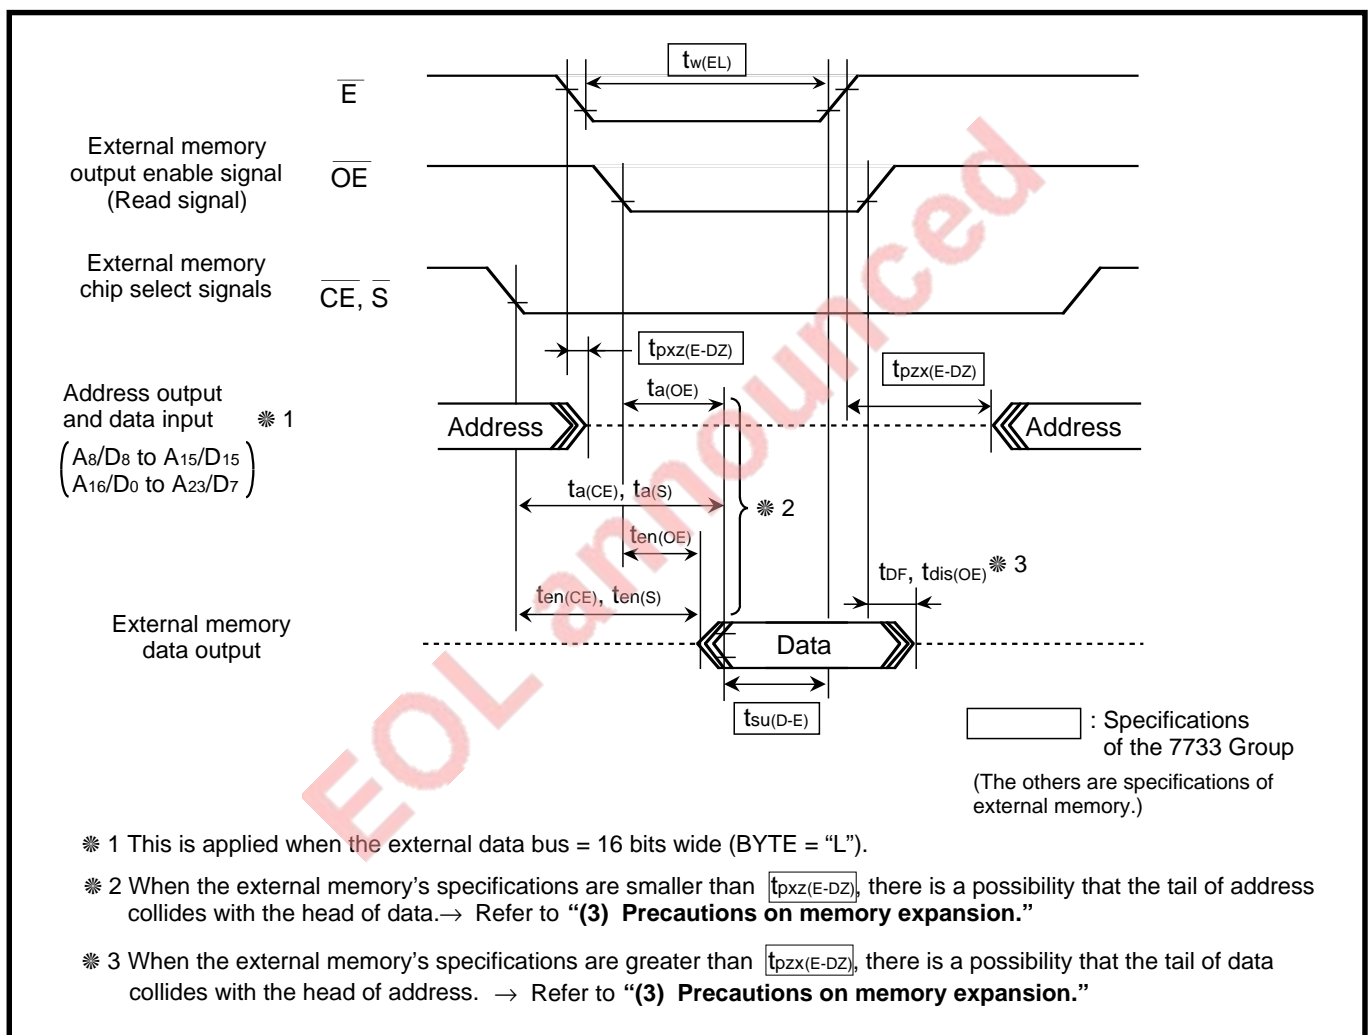 tw(EL)
E
External memory
output enable signal
(Read signal)
OE
External memory
chip select signals
CE, S
tpxz(E-DZ)
tpzx(E-DZ)
Address output
and data input ❋ 1
(A8/D8 to A15/D15
A16/D0 to A23/D7)
ta(OE)
Address
Address
ta(CE), ta(S)
❋ 2
ten(OE)
tDF, tdis(OE) ❋ 3
ten(CE), ten(S)
External memory
data output
Data
tsu(D-E)
: Specifications
of the 7733 Group
(The others are specifications of
external memory.)
EOL announced
❋ 1 This is applied when the external data bus = 16 bits wide (BYTE = “L”).
❋ 2 When the external memory’s specifications are smaller than tpxz(E-DZ), there is a possibility that the tail of address
collides with the head of data.→ Refer to “(3) Precautions on memory expansion.”
❋ 3 When the external memory’s specifications are greater than tpzx(E-DZ), there is a possibility that the tail of data
collides with the head of address. → Refer to “(3) Precautions on memory expansion.”